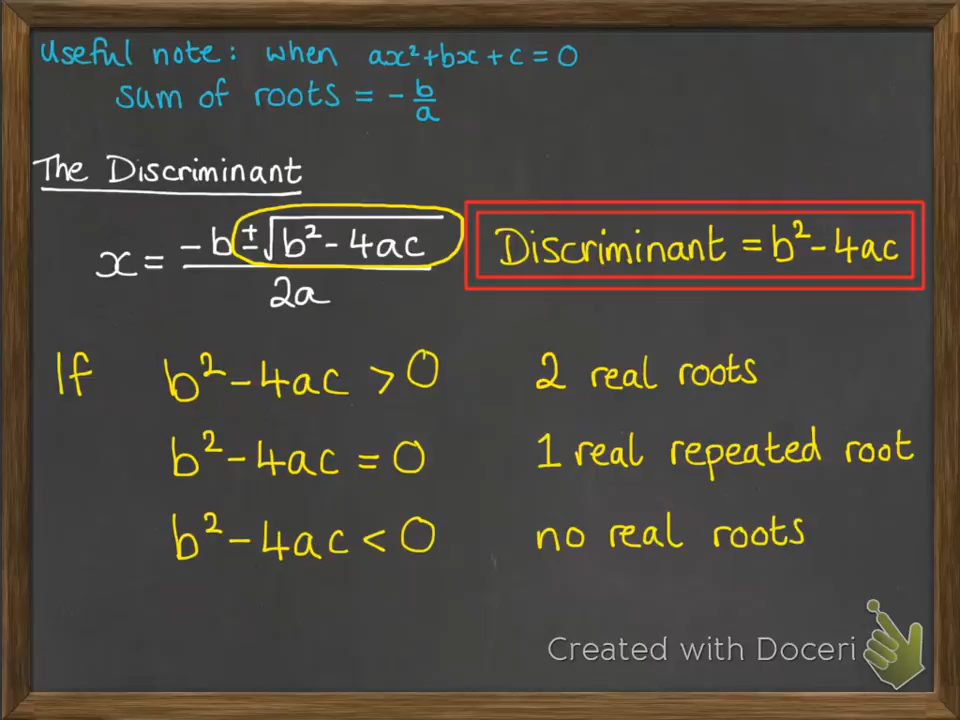 Useful note: when ax²+bx+c=0
sum of roots = -b/a
The Discriminant
x = -b±√b²-4ac / 2a
Discriminant = b²-4ac
If b²-4ac > 0 2 real roots
b²-4ac = 0 1 real repeated root
b²-4ac < 0 no real roots
Created with Doceri